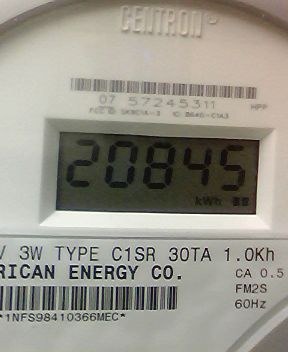 CENTRON
07 57245311 HPP
20845
kWh
V 3W TYPE C1SR 30TA 1.0Kh
RICAN ENERGY CO.
CA 0.5
FM2S
60Hz
*1NFS98410366MEC*